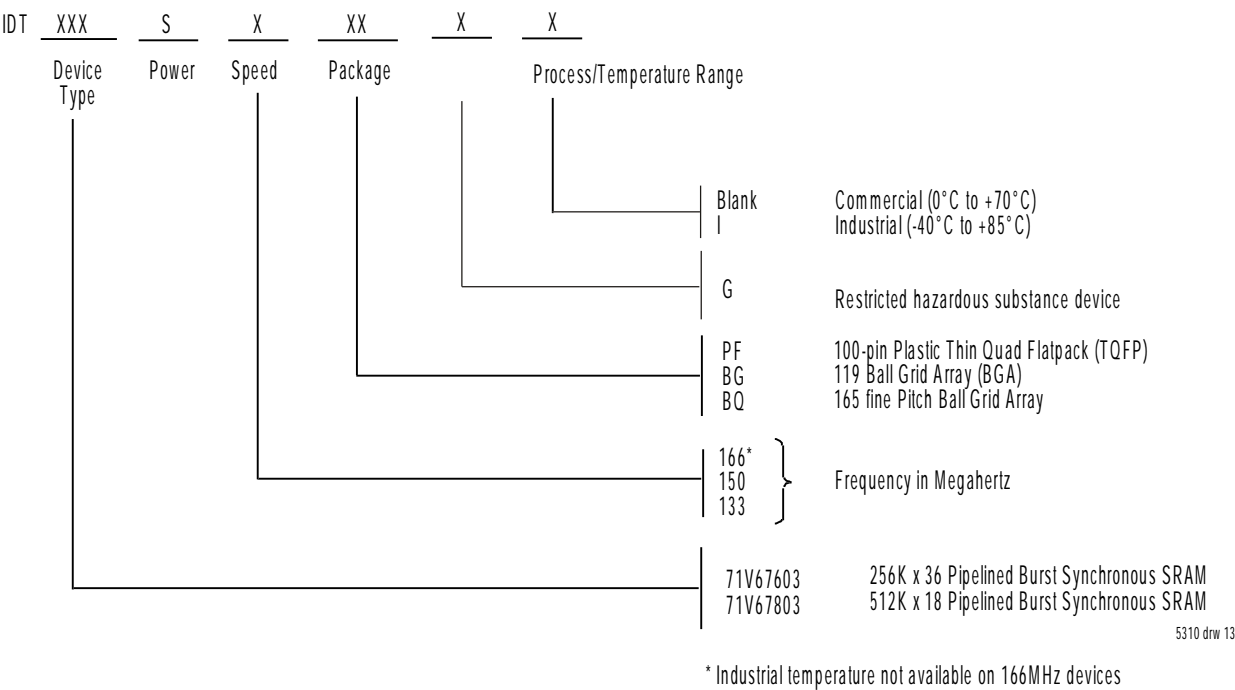 IDT XXX S X XX X X
Device Type Power Speed Package Process/Temperature Range
Blank Commercial (0°C to +70°C)
I Industrial (-40°C to +85°C)
G Restricted hazardous substance device
PF 100-pin Plastic Thin Quad Flatpack (TQFP)
BG 119 Ball Grid Array (BGA)
BQ 165 fine Pitch Ball Grid Array
166*
150 Frequency in Megahertz
133
71V67603 256K x 36 Pipelined Burst Synchronous SRAM
71V67803 512K x 18 Pipelined Burst Synchronous SRAM
5310 drw 13
* Industrial temperature not available on 166MHz devices